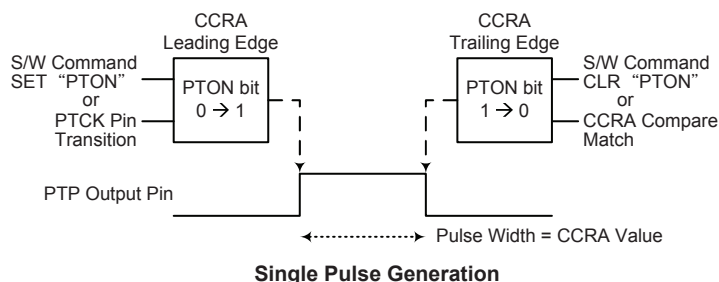 CCRA
Leading Edge
S/W Command
SET “PTON”
or
PTCK Pin
Transition
PTON bit
0 → 1
CCRA
Trailing Edge
PTON bit
1 → 0
S/W Command
CLR “PTON”
or
CCRA Compare
Match
PTP Output Pin
Pulse Width = CCRA Value
Single Pulse Generation